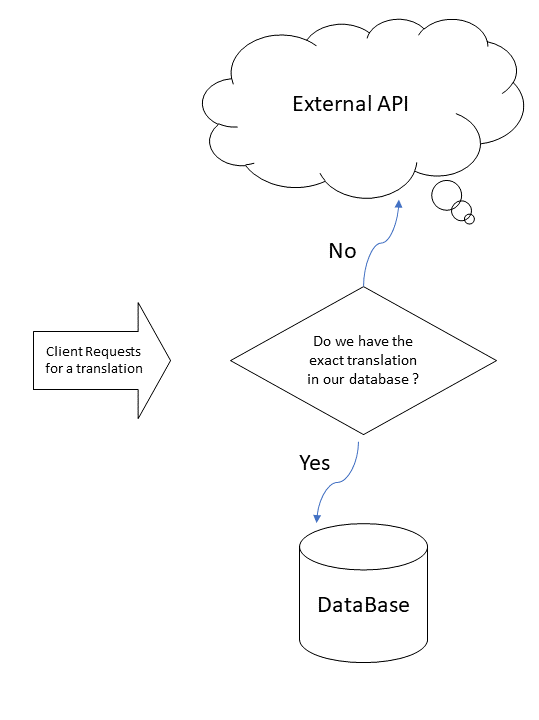 External API
No
Client Requests
for a translation
Do we have the
exact translation
in our database ?
Yes
DataBase